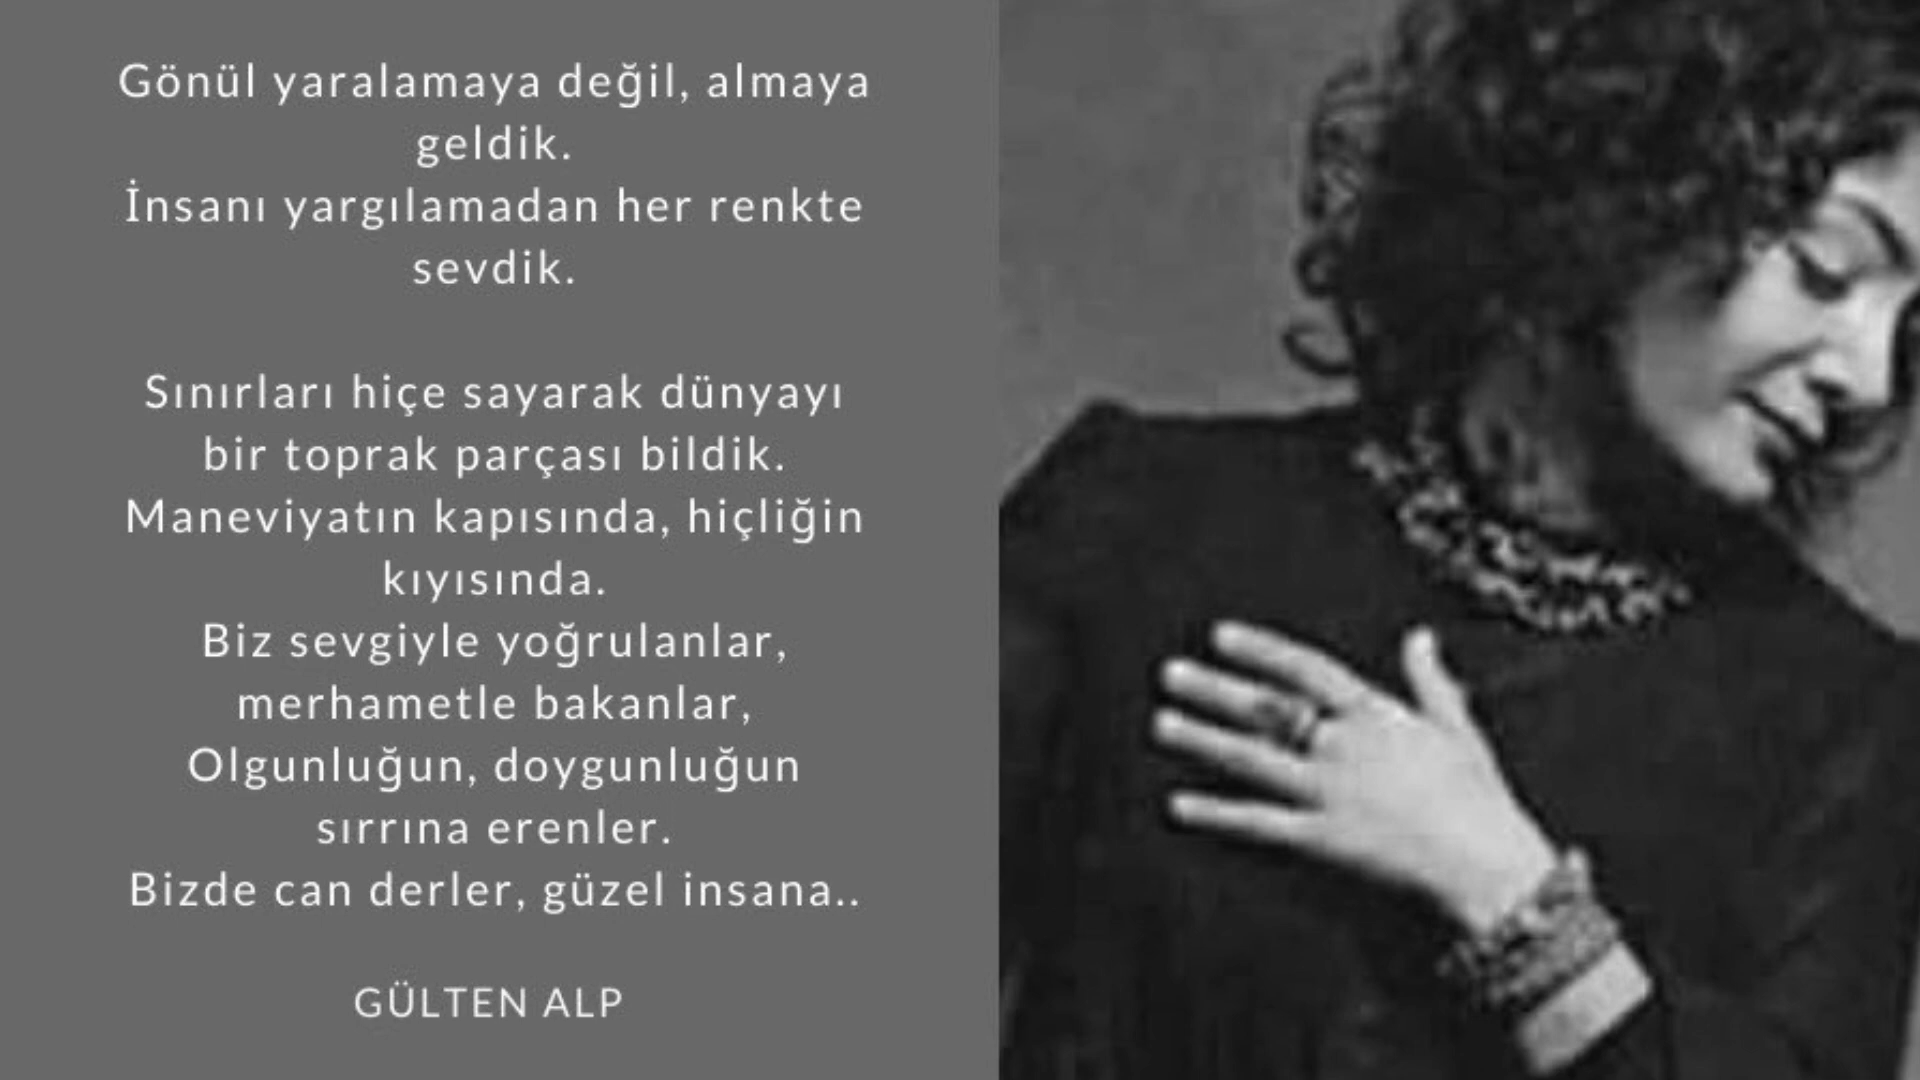 Gönül yaralamaya değil, almaya
geldik.
İnsanı yargılamadan her renkte
sevdik.
Sınırları hiçe sayarak dünyayı
bir toprak parçası bildik.
Maneviyatın kapısında, hiçliğin
kıyısında.
Biz sevgiyle yoğrulanlar,
merhametle bakanlar,
Olgunluğun, doygunluğun
sırrına erenler.
Bizde can derler, güzel insana..
GÜLTEN ALP